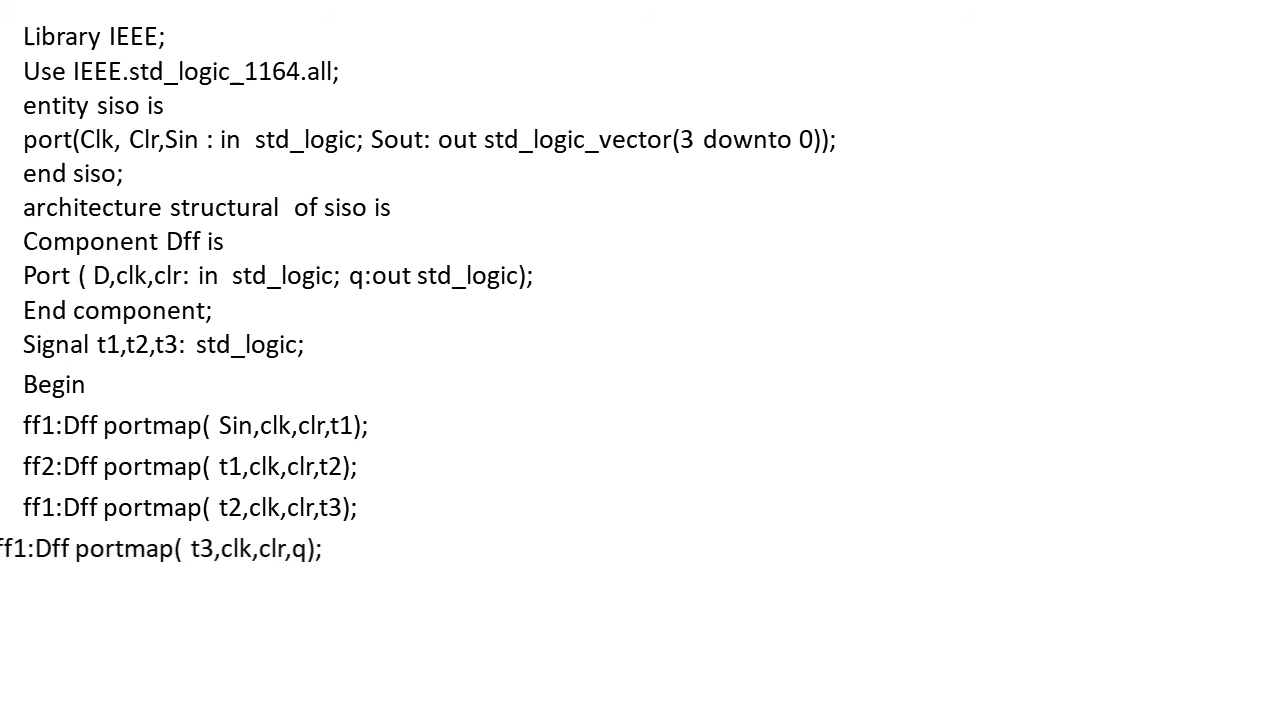 Library IEEE;
Use IEEE.std_logic_1164.all;
entity siso is
port(Clk, Clr,Sin : in  std_logic; Sout: out std_logic_vector(3 downto 0));
end siso;
architecture structural  of siso is
Component Dff is
Port ( D,clk,clr: in  std_logic; q:out std_logic);
End component;
Signal t1,t2,t3:  std_logic;
Begin
ff1:Dff portmap( Sin,clk,clr,t1);
ff2:Dff portmap( t1,clk,clr,t2);
ff1:Dff portmap( t2,clk,clr,t3);
ff1:Dff portmap( t3,clk,clr,q);